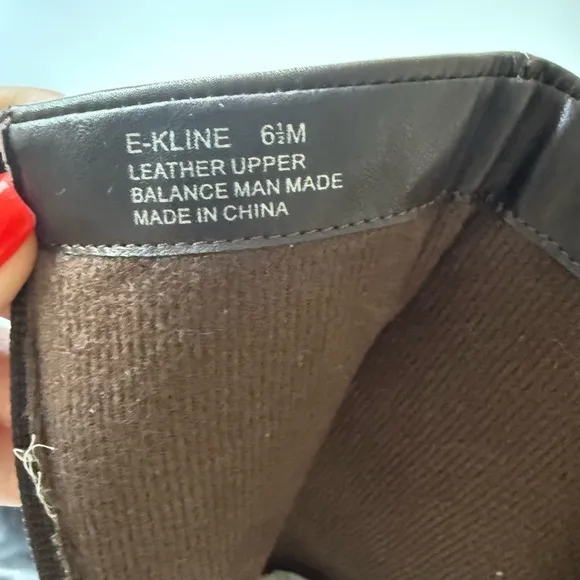 E-KLINE 6½M
LEATHER UPPER
BALANCE MAN MADE
MADE IN CHINA